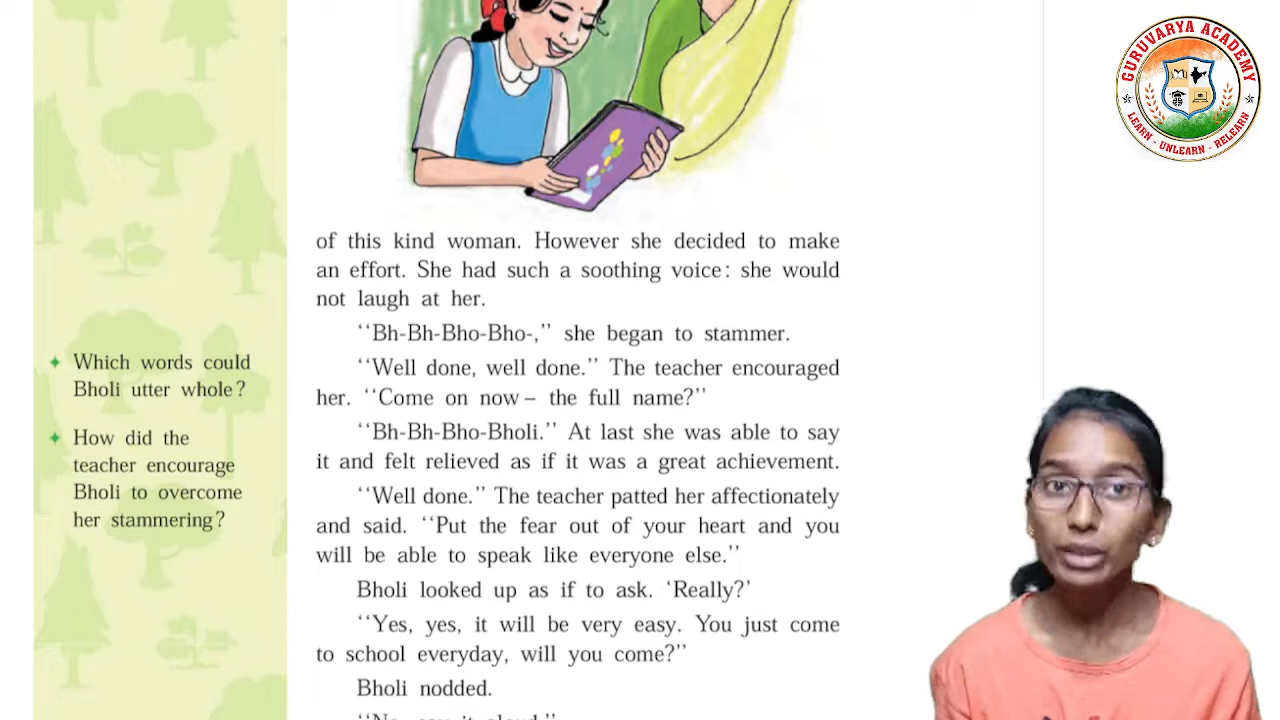 GURUVARYA ACADEMY
LEARN - UNLEARN - RELEARN
of this kind woman. However she decided to make
an effort. She had such a soothing voice: she would
not laugh at her.
‘‘Bh-Bh-Bho-Bho-,’’ she began to stammer.
‘‘Well done, well done.’’ The teacher encouraged
her. ‘‘Come on now – the full name?’’
‘‘Bh-Bh-Bho-Bholi.’’ At last she was able to say
it and felt relieved as if it was a great achievement.
‘‘Well done.’’ The teacher patted her affectionately
and said. ‘‘Put the fear out of your heart and you
will be able to speak like everyone else.’’
Bholi looked up as if to ask. ‘Really?’
‘‘Yes, yes, it will be very easy. You just come
to school everyday, will you come?’’
Bholi nodded.
‘‘No, say it aloud.’’
✦ Which words could
Bholi utter whole?
✦ How did the
teacher encourage
Bholi to overcome
her stammering?